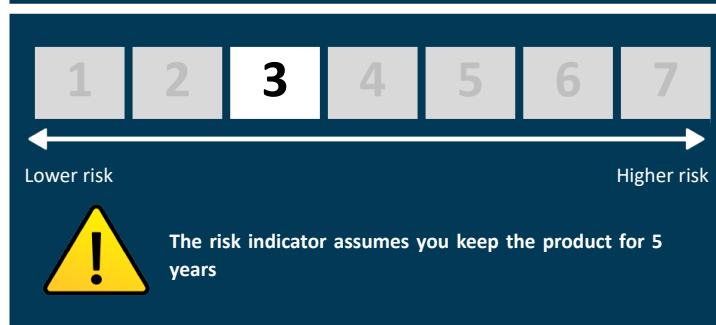 1 2 3 4 5 6 7
Lower risk Higher risk
The risk indicator assumes you keep the product for 5
years